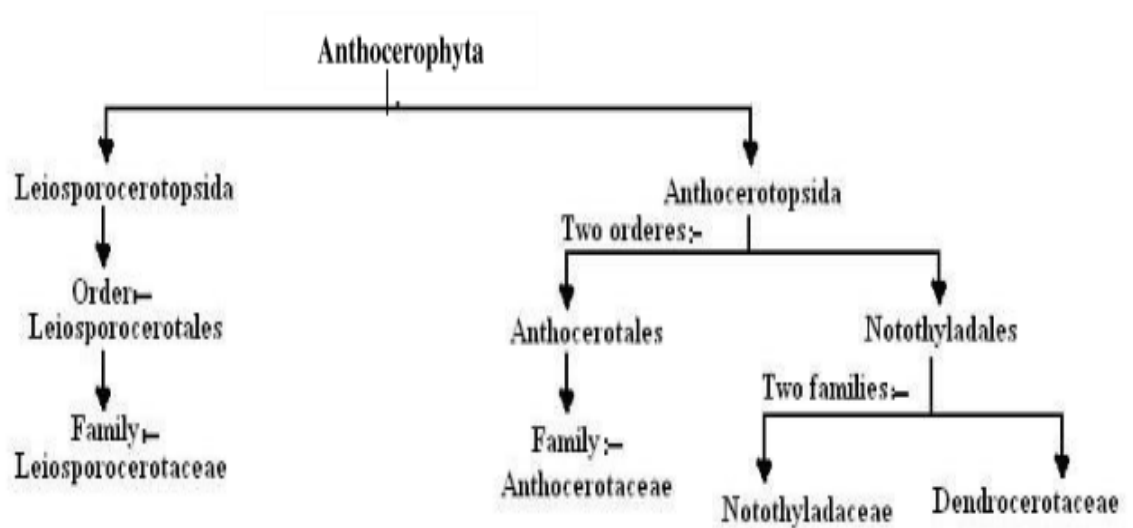 Anthocerophyta
Leiosporocerotopsida
Anthocerotopsida
Two orderes:-
Order:-
Leiosporocerotales
Anthocerotales
Notothyladales
Two families:-
Family:-
Leiosporocerotaceae
Family :-
Anthocerotaceae
Notothyladaceae
Dendrocerotaceae